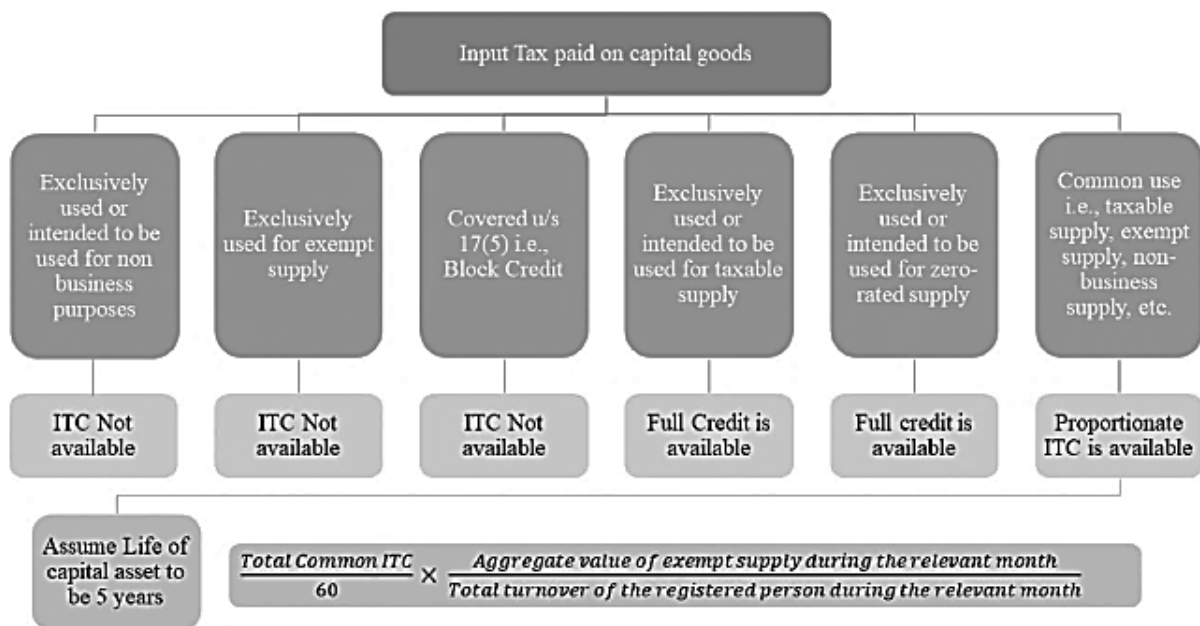 Input Tax paid on capital goods
Exclusively
used or
intended to be
used for non
business
purposes
Exclusively
used for exempt
supply
Covered u/s
17(5) i.e.,
Block Credit
Exclusively
used or
intended to be
used for taxable
supply
Exclusively
used or
intended to be
used for zero-
rated supply
Common use
i.e., taxable
supply, exempt
supply, non-
business
supply, etc.
ITC Not
available
ITC Not
available
ITC Not
available
Full Credit is
available
Full credit is
available
Proportionate
ITC is available
Assume Life of
capital asset to
be 5 years
Total Common ITC
60
×
Aggregate value of exempt supply during the relevant month
Total turnover of the registered person during the relevant month